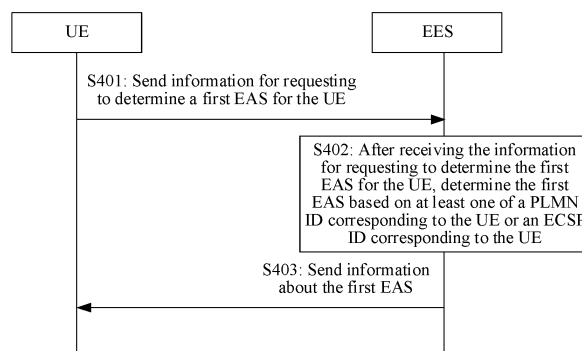 UE
EES
S401: Send information for requesting
to determine a first EAS for the UE
S402: After receiving the information
for requesting to determine the first
EAS for the UE, determine the first
EAS based on at least one of a PLMN
ID corresponding to the UE or an ECSP
ID corresponding to the UE
S403: Send information
about the first EAS